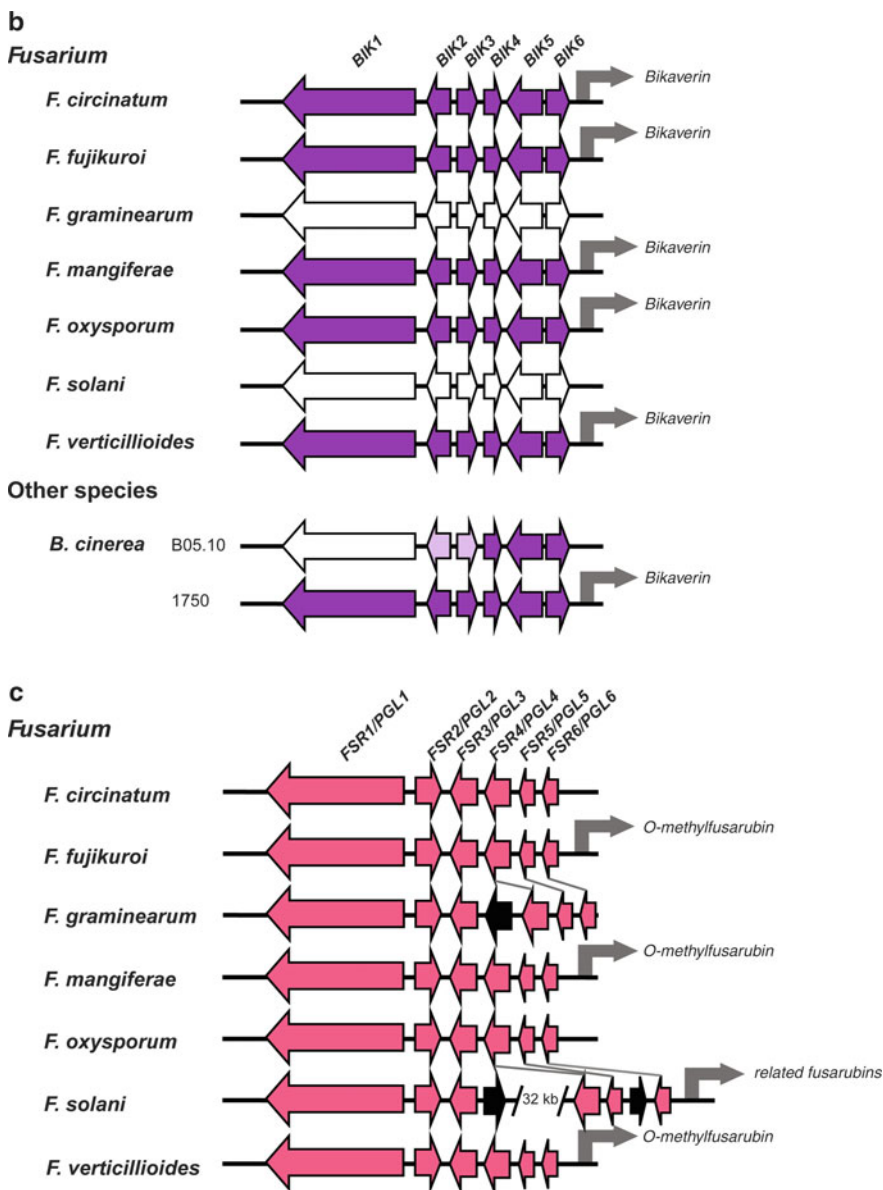 b
Fusarium
BIK1 BIK2 BIK3 BIK4 BIK5 BIK6
F. circinatum Bikaverin
F. fujikuroi Bikaverin
F. graminearum
F. mangiferae Bikaverin
F. oxysporum Bikaverin
F. solani
F. verticillioides Bikaverin
Other species
B. cinerea B05.10
1750 Bikaverin
c
Fusarium
FSR1/PGL1 FSR2/PGL2 FSR3/PGL3 FSR4/PGL4 FSR5/PGL5 FSR6/PGL6
F. circinatum
F. fujikuroi O-methylfusarubin
F. graminearum
F. mangiferae O-methylfusarubin
F. oxysporum
F. solani 32 kb related fusarubins
F. verticillioides O-methylfusarubin